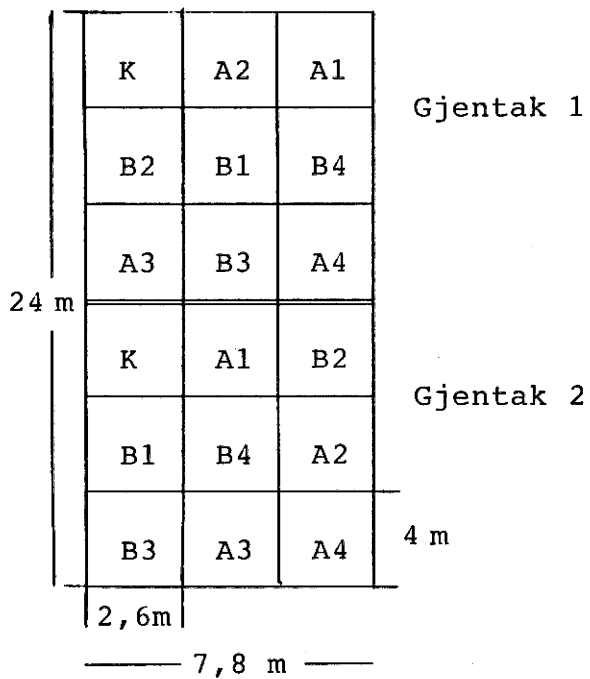 K A2 A1
Gjentak 1
B2 B1 B4
A3 B3 A4
24 m
K A1 B2
Gjentak 2
B1 B4 A2
4 m
B3 A3 A4
2,6m
7,8 m